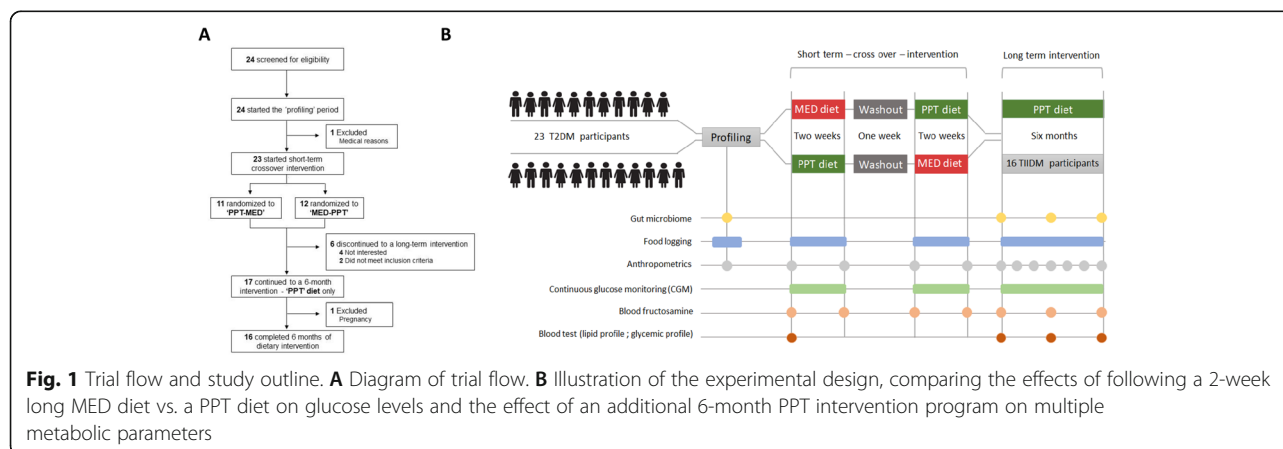 A
24 screened for eligibility
24 started the 'profiling' period
1 Excluded
Medical reasons
23 started short-term
crossover intervention
11 randomized to
'PPT-MED'
12 randomized to
'MED-PPT'
6 discontinued to a long-term intervention
4 Not interested
2 Did not meet inclusion criteria
17 continued to a 6-month
intervention - 'PPT' diet only
1 Excluded
Pregnancy
16 completed 6 months of
dietary intervention
B
Short term – cross over – intervention
Long term intervention
MED diet
Washout
PPT diet
PPT diet
23 T2DM participants
Profiling
Two weeks
One week
Two weeks
Six months
PPT diet
Washout
MED diet
16 TIIDM participants
Gut microbiome
Food logging
Anthropometrics
Continuous glucose monitoring (CGM)
Blood fructosamine
Blood test (lipid profile ; glycemic profile)
Fig. 1 Trial flow and study outline. A Diagram of trial flow. B Illustration of the experimental design, comparing the effects of following a 2-week
long MED diet vs. a PPT diet on glucose levels and the effect of an additional 6-month PPT intervention program on multiple
metabolic parameters